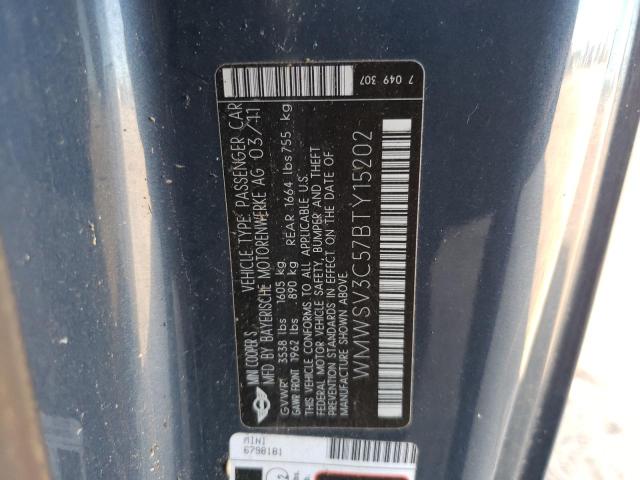 MINI COOPER S VEHICLE TYPE: PASSENGER CAR
MFD BY BAYERISCHE MOTORENWERKE AG 03/11
GVWR 3538 lbs 1605 kg
GAWR FRONT 1962 lbs 890 kg REAR 1664 lbs 755 kg
THIS VEHICLE CONFORMS TO ALL APPLICABLE U.S.
FEDERAL MOTOR VEHICLE SAFETY, BUMPER AND THEFT
PREVENTION STANDARDS IN EFFECT ON THE DATE OF
MANUFACTURE SHOWN ABOVE.
WMWSV3C57BTY15202
7 049 307
MINI
6798181